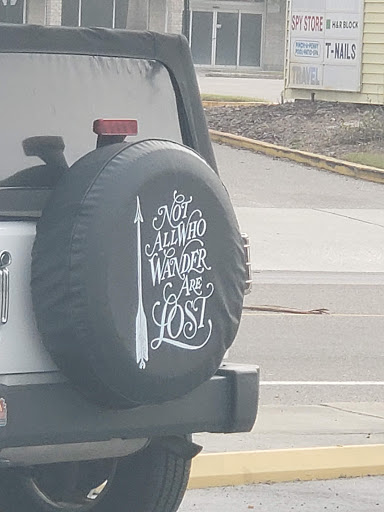 SPY STORE
H&R BLOCK
T-NAILS
TRAVEL
NOT
ALL WHO
WANDER
ARE
LOST